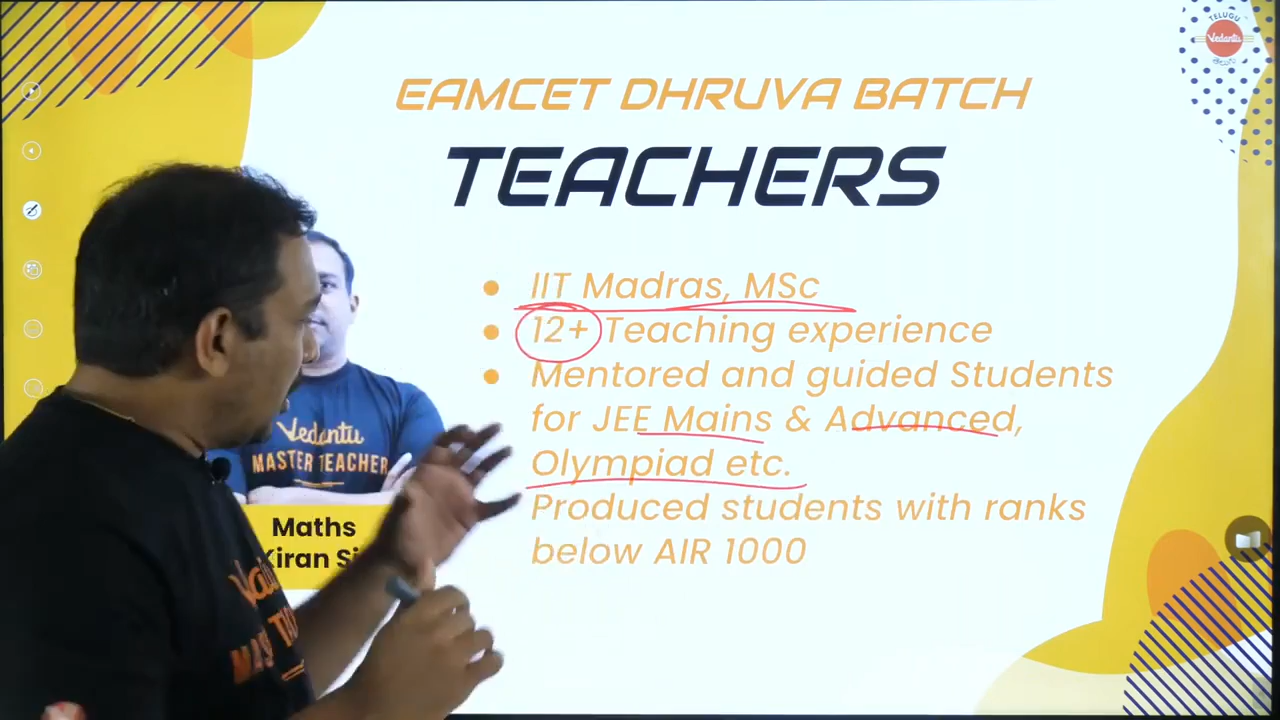 TELUGU
Vedantu
తెలుగు
EAMCET DHRUVA BATCH
TEACHERS
• IIT Madras, MSc
• 12+ Teaching experience
• Mentored and guided Students
for JEE Mains & Advanced,
Olympiad etc.
Produced students with ranks
below AIR 1000
Vedantu
MASTER TEACHER
Maths
Kiran